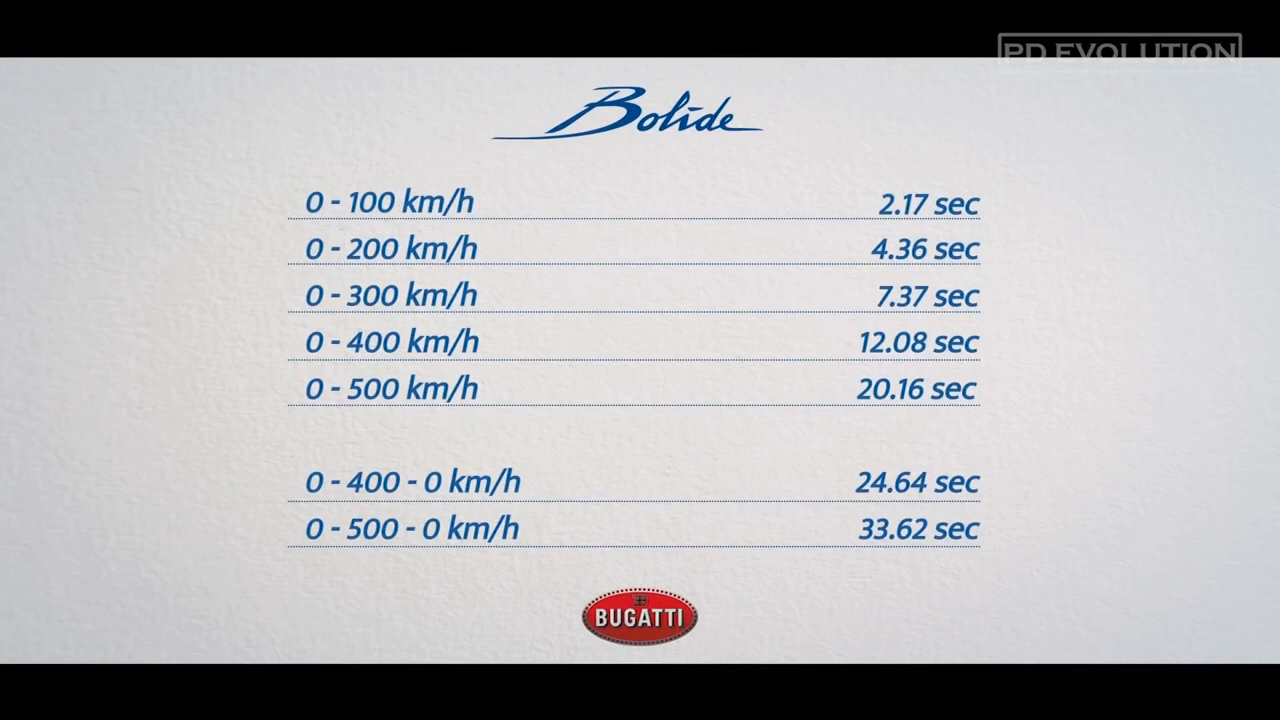 PD EVOLUTION
Bolide
0 - 100 km/h 2.17 sec
0 - 200 km/h 4.36 sec
0 - 300 km/h 7.37 sec
0 - 400 km/h 12.08 sec
0 - 500 km/h 20.16 sec
0 - 400 - 0 km/h 24.64 sec
0 - 500 - 0 km/h 33.62 sec
BUGATTI